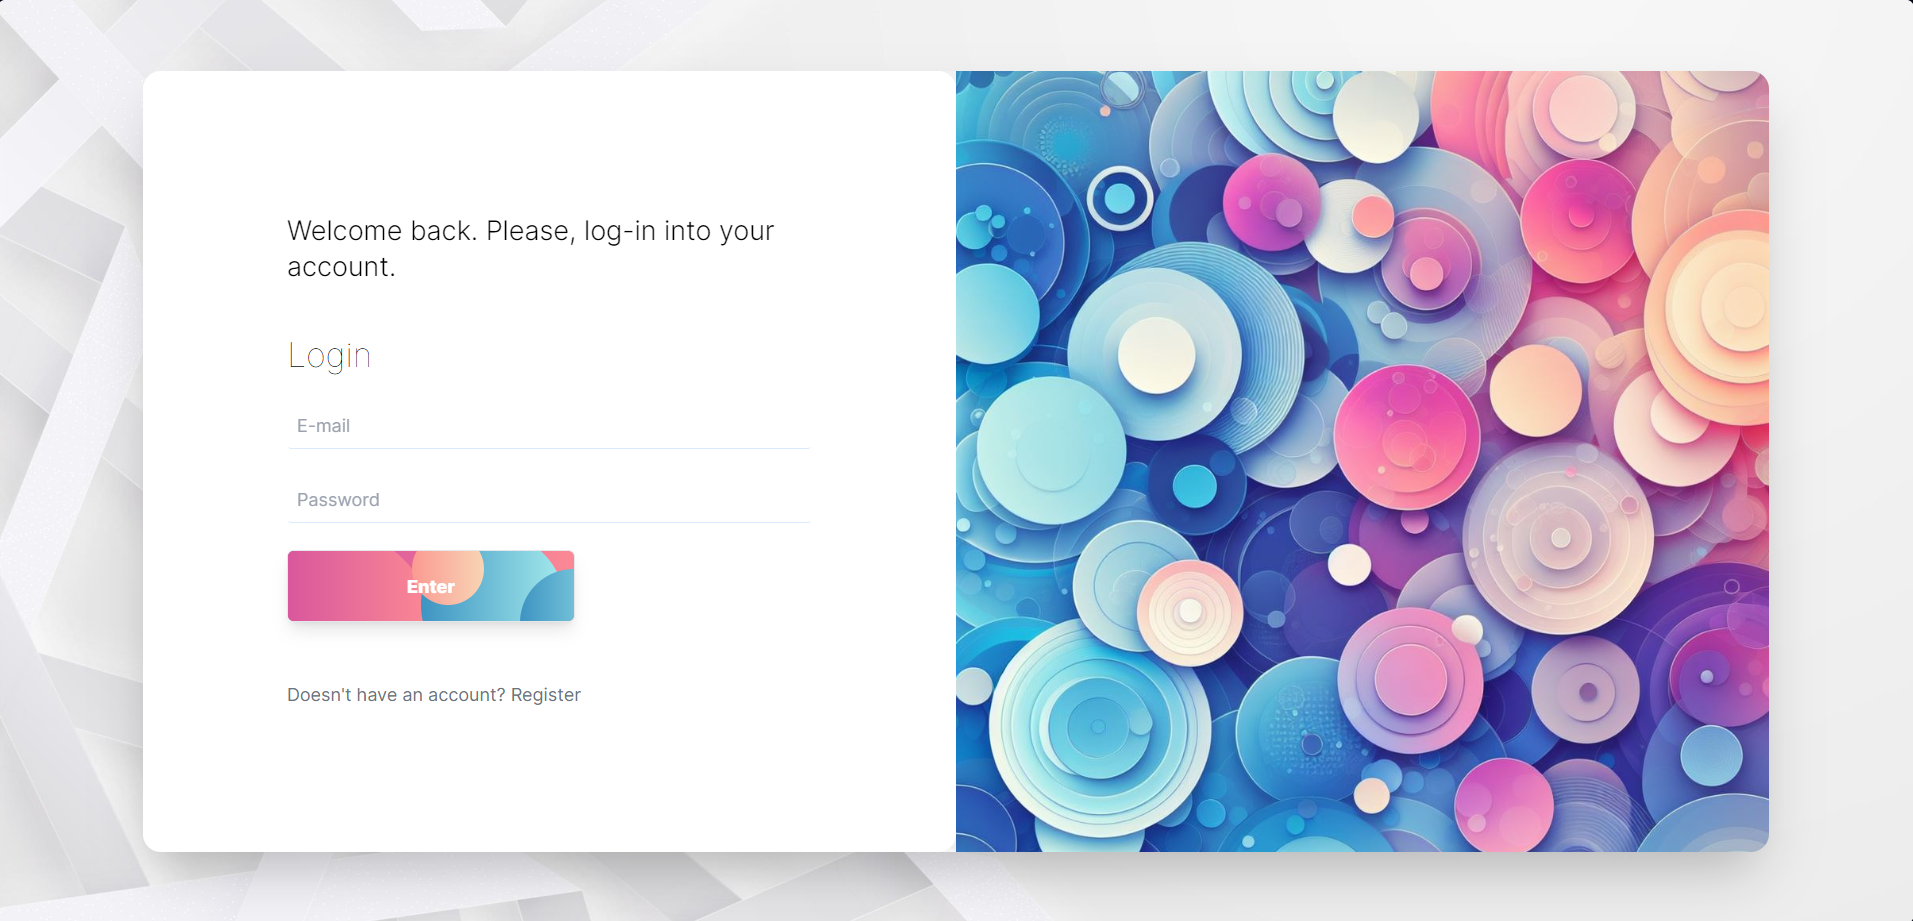 Welcome back. Please, log-in into your
account.
Login
E-mail
Password
Enter
Doesn't have an account? Register